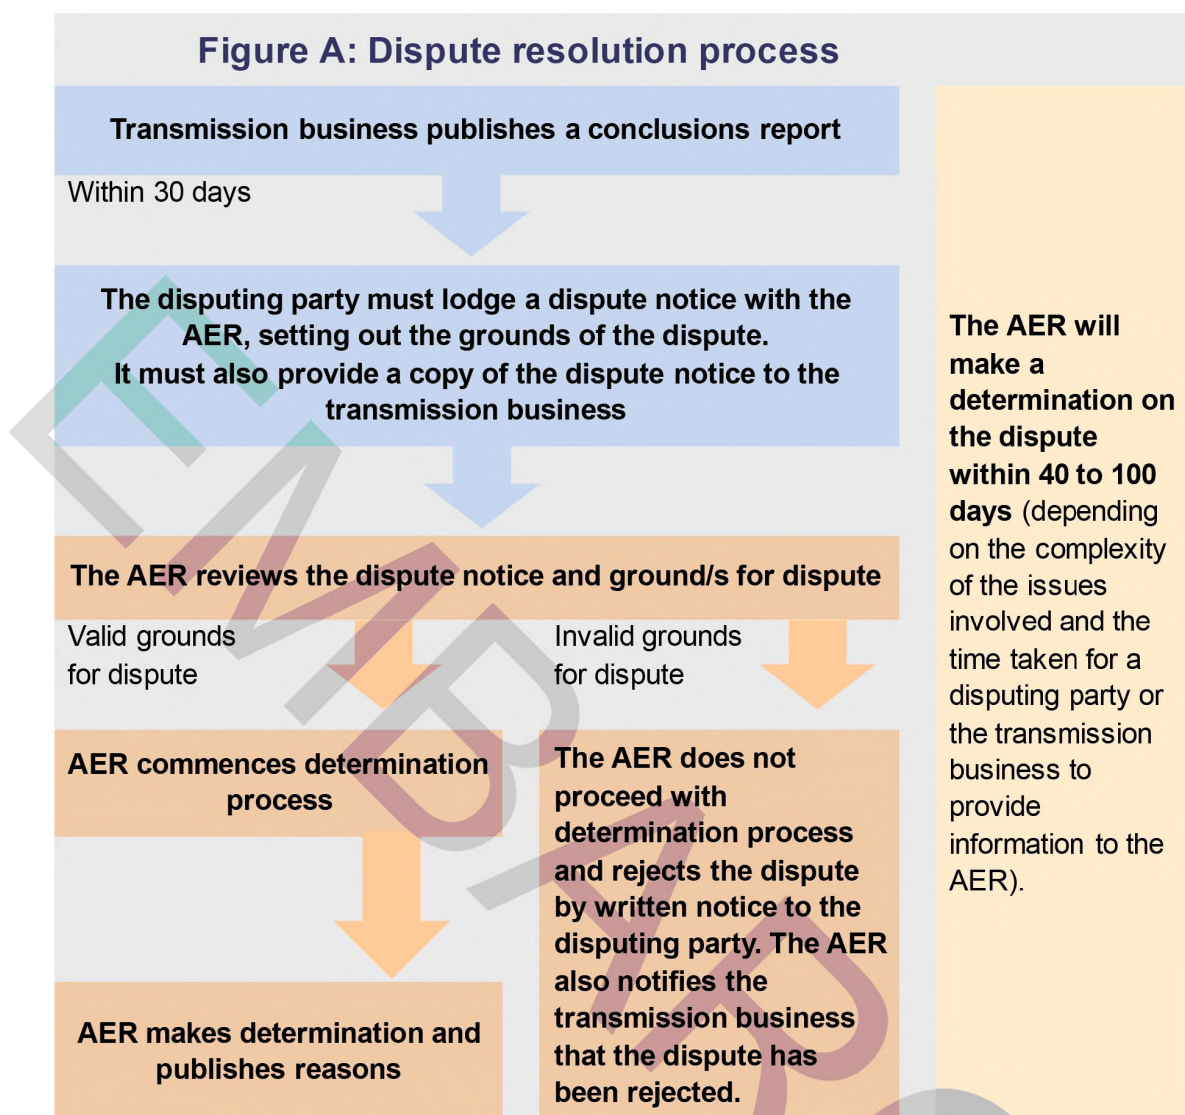 Figure A: Dispute resolution process
Transmission business publishes a conclusions report
Within 30 days
The disputing party must lodge a dispute notice with the
AER, setting out the grounds of the dispute.
It must also provide a copy of the dispute notice to the
transmission business
The AER reviews the dispute notice and ground/s for dispute
Valid grounds
for dispute
Invalid grounds
for dispute
AER commences determination
process
The AER does not
proceed with
determination process
and rejects the dispute
by written notice to the
disputing party. The AER
also notifies the
transmission business
that the dispute has
been rejected.
AER makes determination and
publishes reasons
The AER will
make a
determination on
the dispute
within 40 to 100
days (depending
on the complexity
of the issues
involved and the
time taken for a
disputing party or
the transmission
business to
provide
information to the
AER).
EMBAR